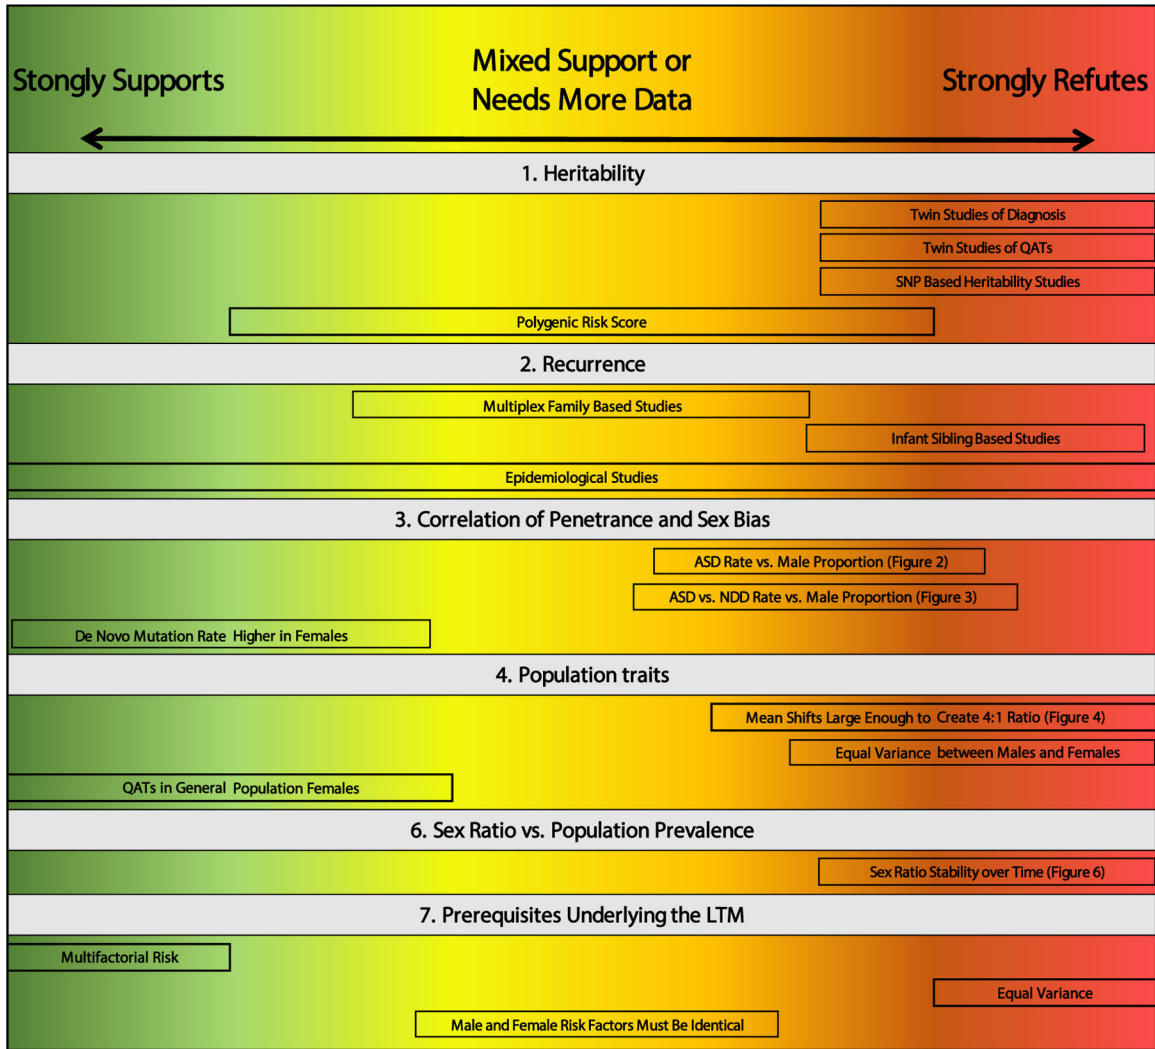 Stongly Supports
Mixed Support or
Needs More Data
Strongly Refutes
1. Heritability
Twin Studies of Diagnosis
Twin Studies of QATs
SNP Based Heritability Studies
Polygenic Risk Score
2. Recurrence
Multiplex Family Based Studies
Infant Sibling Based Studies
Epidemiological Studies
3. Correlation of Penetrance and Sex Bias
ASD Rate vs. Male Proportion (Figure 2)
ASD vs. NDD Rate vs. Male Proportion (Figure 3)
De Novo Mutation Rate Higher in Females
4. Population traits
Mean Shifts Large Enough to Create 4:1 Ratio (Figure 4)
Equal Variance between Males and Females
QATs in General Population Females
6. Sex Ratio vs. Population Prevalence
Sex Ratio Stability over Time (Figure 6)
7. Prerequisites Underlying the LTM
Multifactorial Risk
Equal Variance
Male and Female Risk Factors Must Be Identical